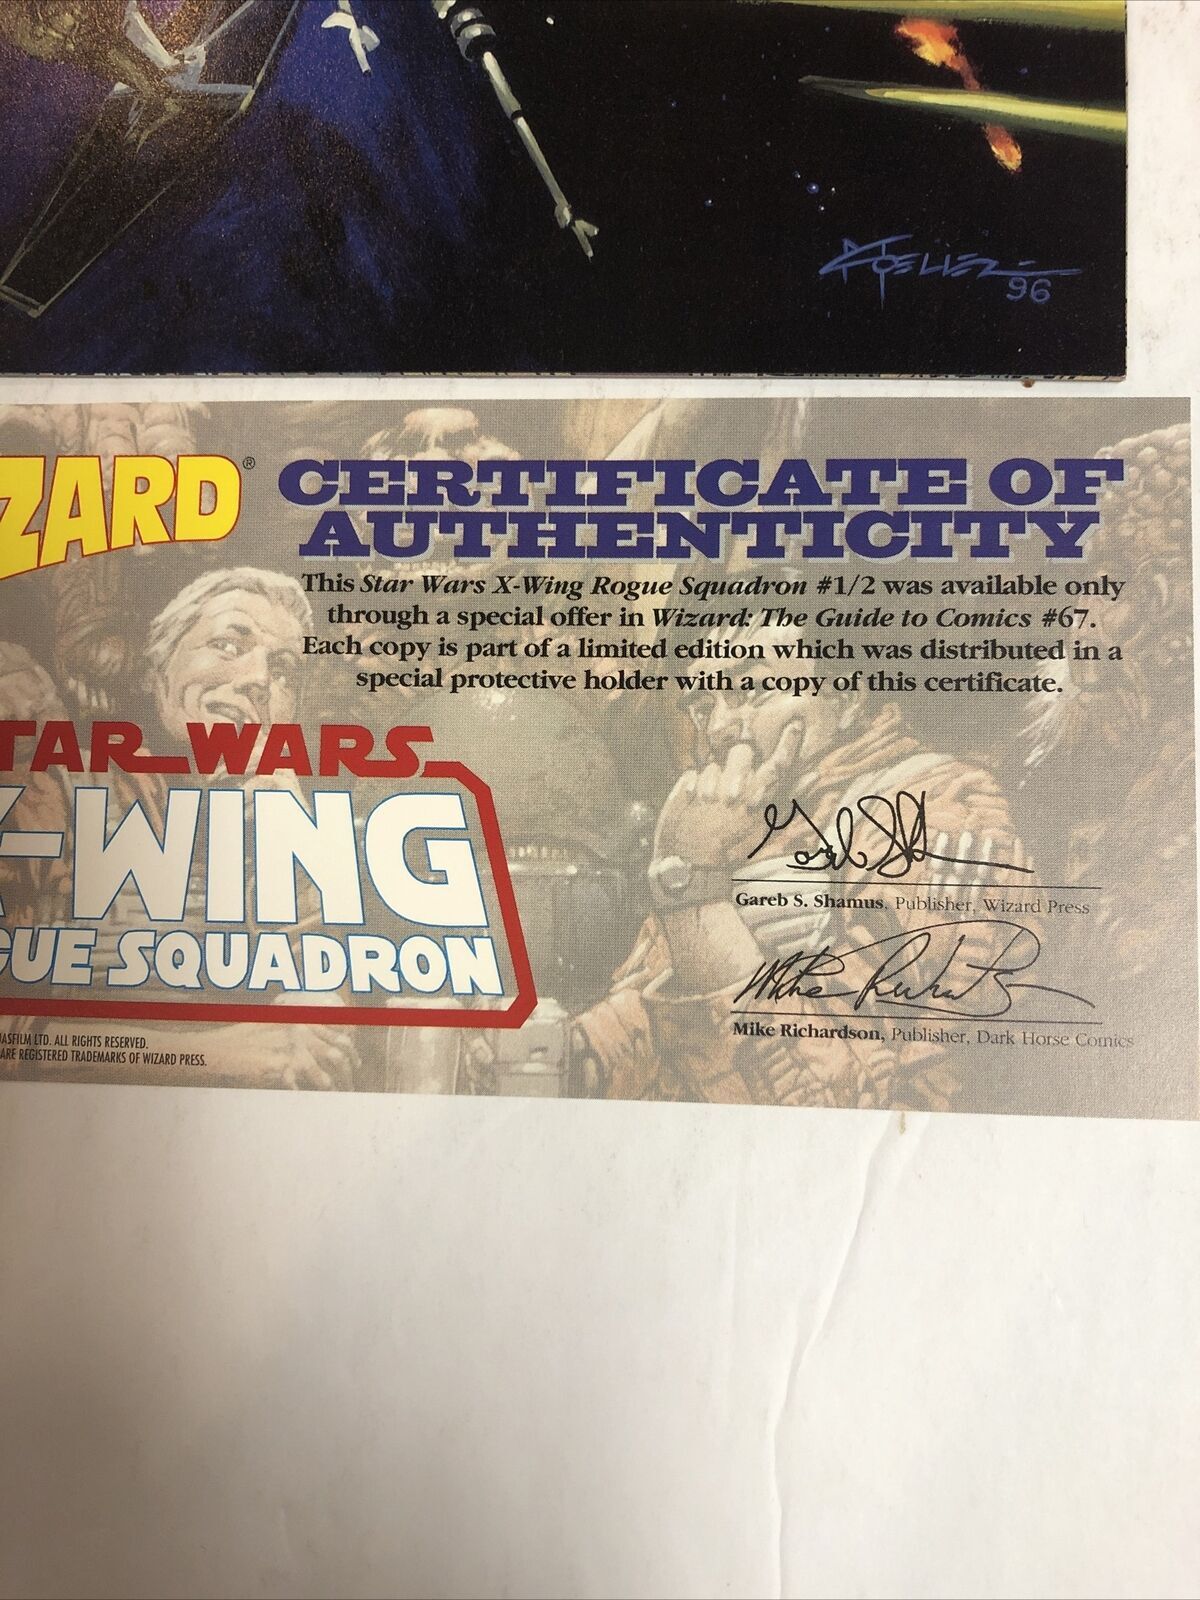 96
ZARD®
CERTIFICATE OF
AUTHENTICITY
This Star Wars X-Wing Rogue Squadron #1/2 was available only
through a special offer in Wizard: The Guide to Comics #67.
Each copy is part of a limited edition which was distributed in a
special protective holder with a copy of this certificate.
TAR WARS
-WING
GUE SQUADRON
Gareb S. Shamus, Publisher, Wizard Press
Mike Richardson
Mike Richardson, Publisher, Dark Horse Comics
ASFILM LTD. ALL RIGHTS RESERVED.
ARE REGISTERED TRADEMARKS OF WIZARD PRESS.